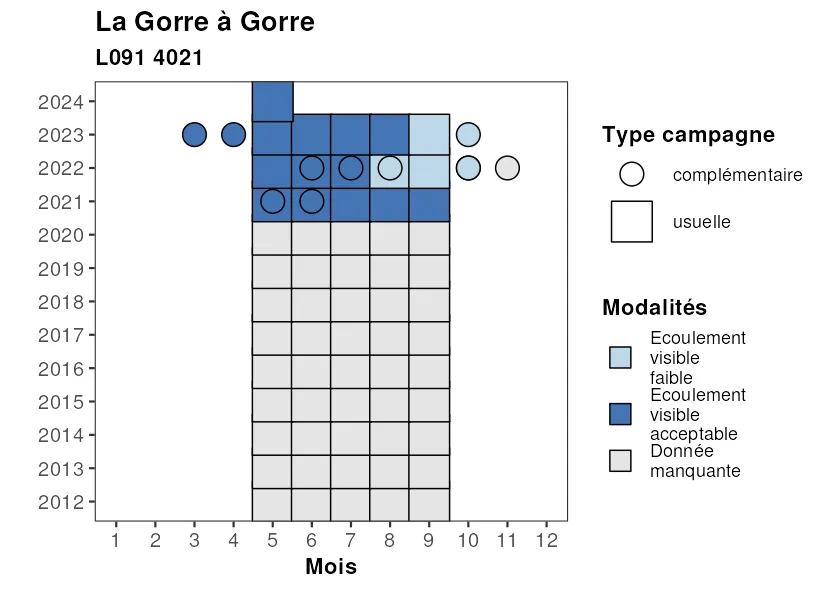 La Gorre à Gorre
L091 4021
2024
2023
2022
2021
2020
2019
2018
2017
2016
2015
2014
2013
2012
1 2 3 4 5 6 7 8 9 10 11 12
Mois
Type campagne
complémentaire
usuelle
Modalités
Ecoulement
visible
faible
Ecoulement
visible
acceptable
Donnée
manquante